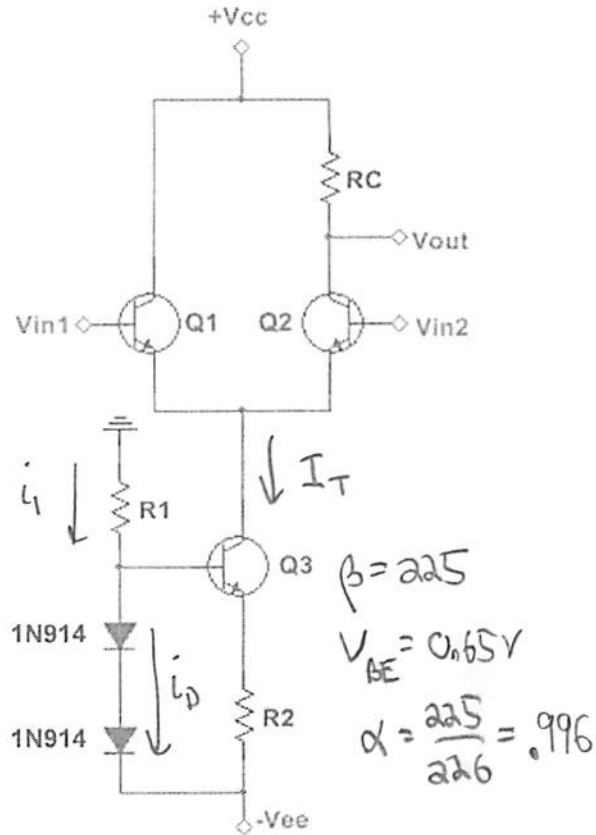 +Vcc
RC
Vout
Vin1
Q1
Q2
Vin2
i₁
R1
I_T
Q3
β = 225
1N914
V_BE = 0.65V
i_D
R2
α = 225/226 = .996
1N914
-Vee